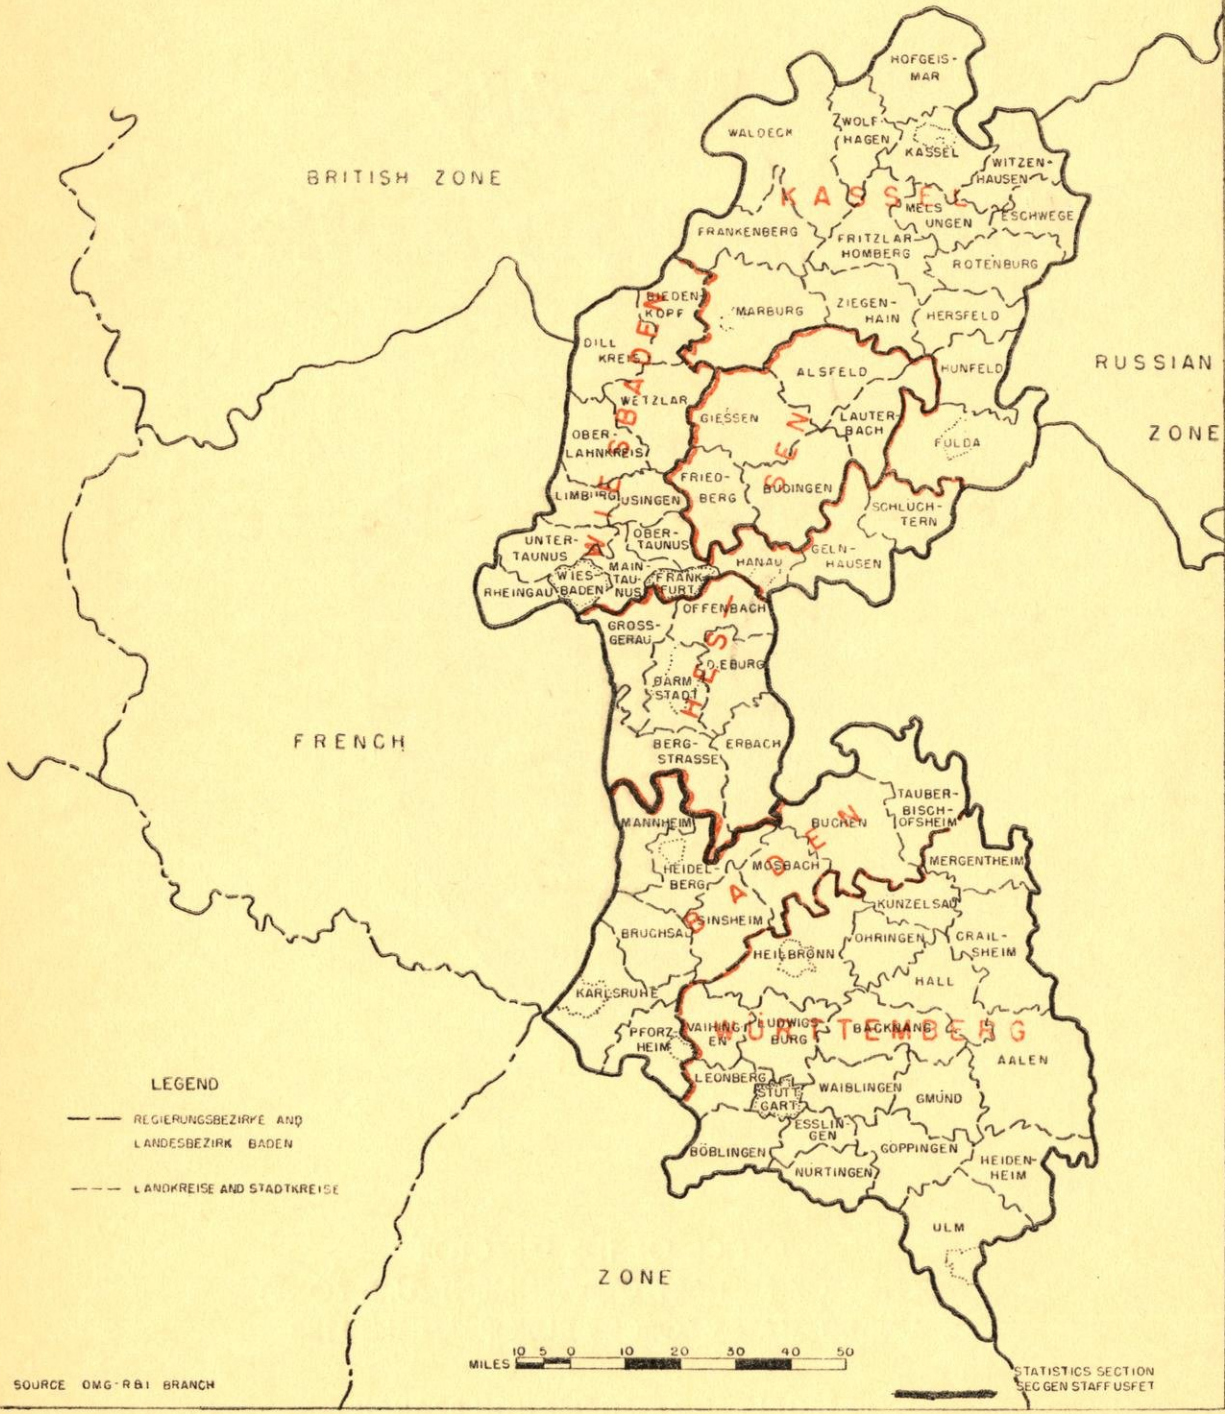 HOFGEIS-
MAR
WALDECK
WOLF-
HAGEN
KASSEL
WITZEN-
HAUSEN
BRITISH ZONE
KASSEL
MELS
UNGEN
ESCHWEGE
FRANKENBERG
FRITZLAR-
HOMBERG
ROTENBURG
BIEDEN-
KOPF
MARBURG
ZIEGEN-
HAIN
HERSFELD
DILL
KREIS
RUSSIAN
ZONE
ALSFELD
HUNFELD
WETZLAR
WIESBADEN
GIESSEN
LAUTER-
BACH
FULDA
OBER-
LAHNKREIS
HESSEN
FRIED-
BERG
BUDINGEN
LIMBURG
USINGEN
SCHLUCH-
TERN
UNTER-
TAUNUS
OBER-
TAUNUS
HANAU
GELN-
HAUSEN
RHEINGAU
WIES-
BADEN
MAIN-
TAU-
NUS
FRANK
FURT
OFFENBACH
GROSS-
GERAU
DIEBURG
DARM
STADT
FRENCH
BERG-
STRASSE
ERBACH
TAUBER-
BISCH-
OFSHEIM
MANNHEIM
BUCHEN
BADEN
HEIDEL-
BERG
MOSBACH
MERGENTHEIM
KUNZELSAU
SINSHEIM
BRUCHSAL
HEILBRONN
OHRINGEN
CRAIL-
SHEIM
HALL
KARLSRUHE
PFORZ-
HEIM
VAIHING
EN
LUDWIGS
BURG
WÜRTTEMBERG
BACKNANG
AALEN
LEONBERG
STUTT
GART
WAIBLINGEN
GMÜND
ESSLIN-
GEN
BÖBLINGEN
GOPPINGEN
NURTINGEN
HEIDEN-
HEIM
ULM
ZONE
LEGEND
REGIERUNGSBEZIRKE AND
LANDESBEZIRK BADEN
LANDKREISE AND STADTKREISE
MILES 10 5 0 10 20 30 40 50
SOURCE OMG-R&I BRANCH
STATISTICS SECTION
SEC GEN STAFF USFET